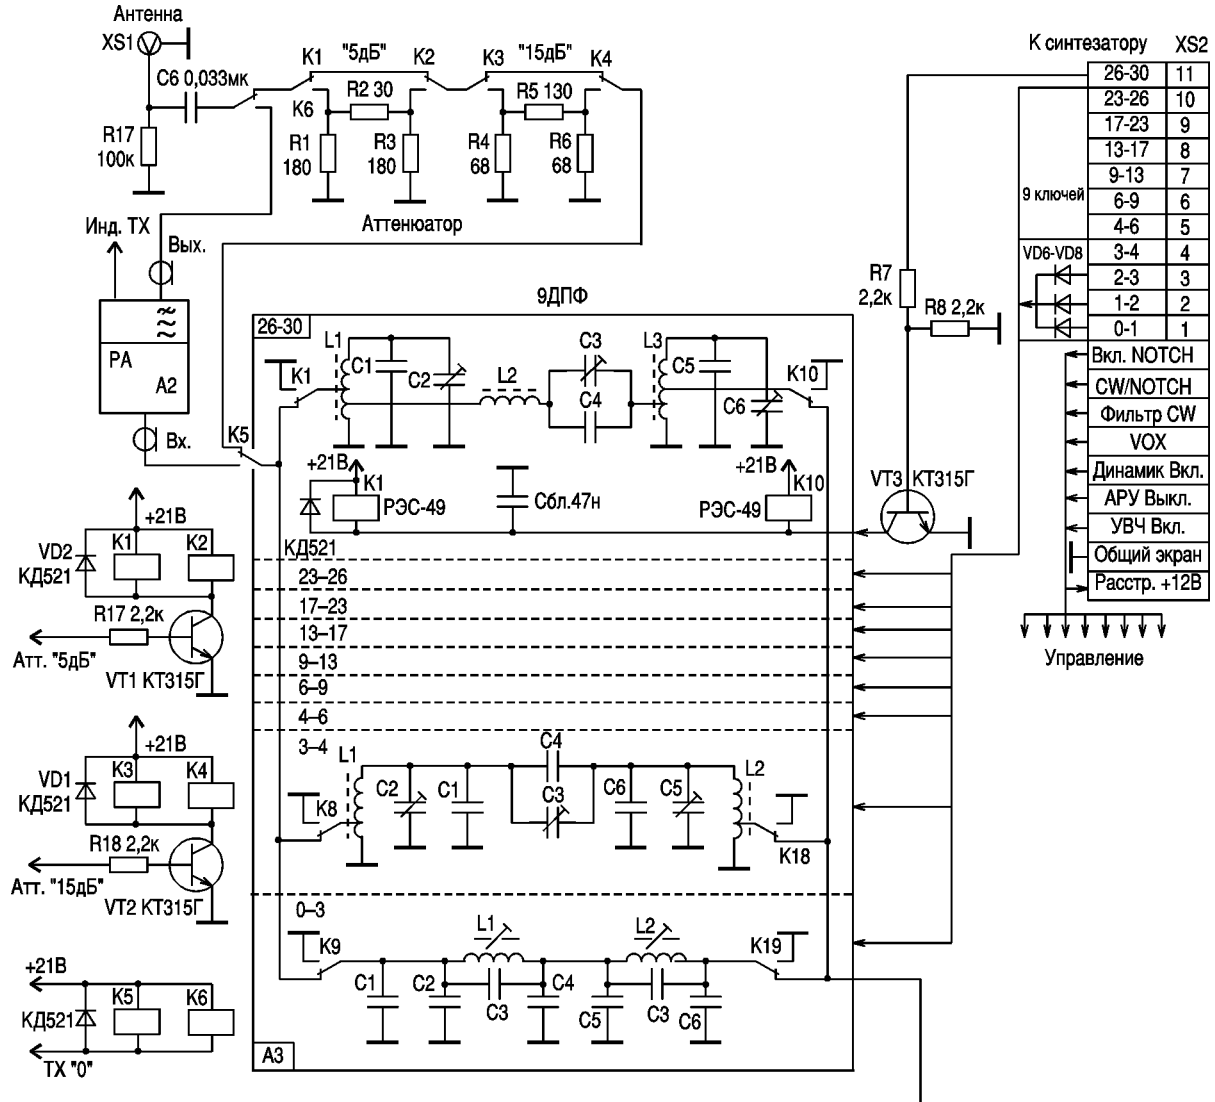 Антенна
XS1
C6 0,033мк
K1
"5дБ"
K2
K3
"15дБ"
K4
K6
R2 30
R5 130
R17
100к
R1
180
R3
180
R4
68
R6
68
Аттенюатор
Инд. TX
Вых.
PA
A2
Вх.
K5
К синтезатору
XS2
26-30 11
23-26 10
17-23 9
13-17 8
9-13 7
6-9 6
4-6 5
3-4 4
2-3 3
1-2 2
0-1 1
9 ключей
VD6-VD8
Вкл. NOTCH
CW/NOTCH
Фильтр CW
VOX
Динамик Вкл.
АРУ Выкл.
УВЧ Вкл.
Общий экран
Расстр. +12В
Управление
R7
2,2к
R8 2,2к
VT3 КТ315Г
9ДПФ
26-30
L1
K1
C1
C2
L2
C3
C4
L3
C5
C6
K10
+21В
K1
РЭС-49
Cбл.47н
+21В
K10
РЭС-49
КД521
23–26
17–23
13–17
9–13
6–9
4–6
3–4
L1
K8
C2
C1
C4
C3
C6
C5
L2
K18
0–3
K9
C1
C2
L1
C3
C4
L2
C5
C3
C6
K19
A3
+21В
VD2
КД521
K1
K2
R17 2,2к
Атт. "5дБ"
VT1 КТ315Г
+21В
VD1
КД521
K3
K4
R18 2,2к
Атт. "15дБ"
VT2 КТ315Г
+21В
КД521
K5
K6
TX "0"